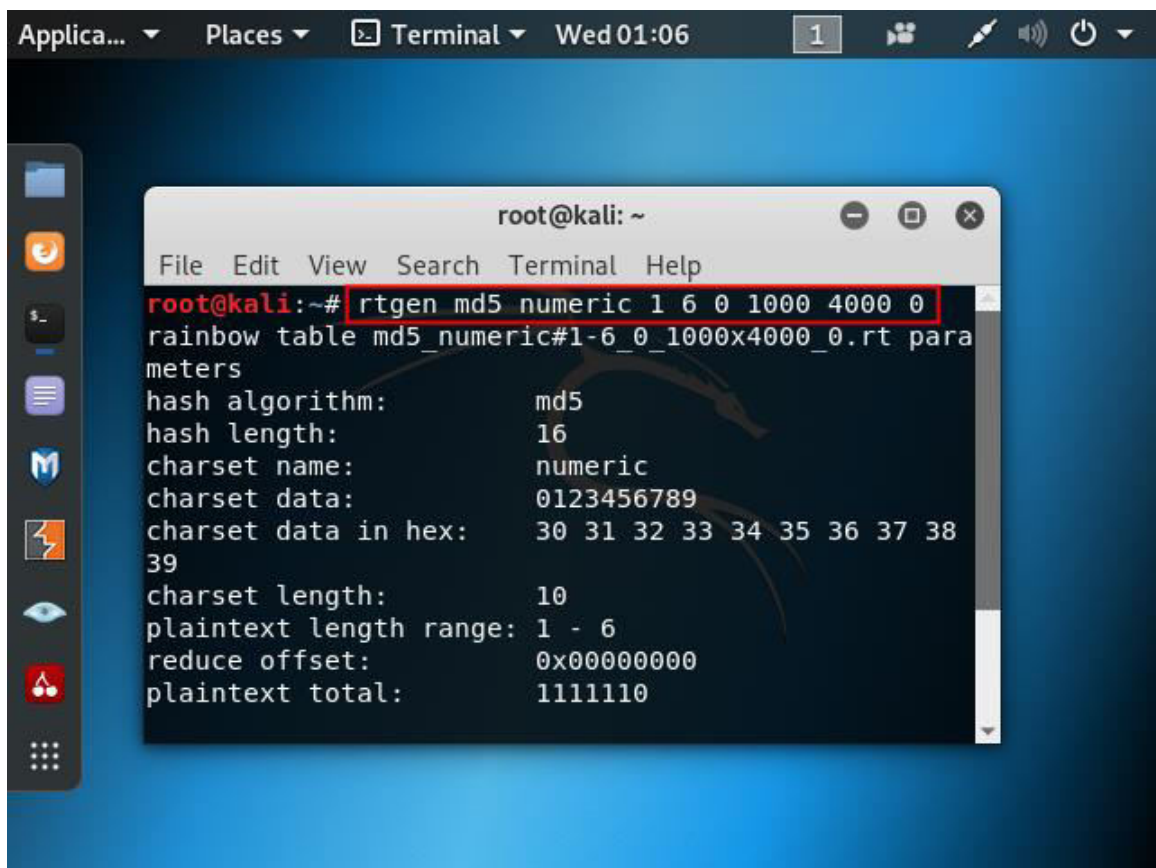 Applica... Places Terminal Wed 01:06 1
root@kali: ~
File Edit View Search Terminal Help
root@kali:~# rtgen md5 numeric 1 6 0 1000 4000 0
rainbow table md5_numeric#1-6_0_1000x4000_0.rt para
meters
hash algorithm: md5
hash length: 16
charset name: numeric
charset data: 0123456789
charset data in hex: 30 31 32 33 34 35 36 37 38
39
charset length: 10
plaintext length range: 1 - 6
reduce offset: 0x00000000
plaintext total: 1111110